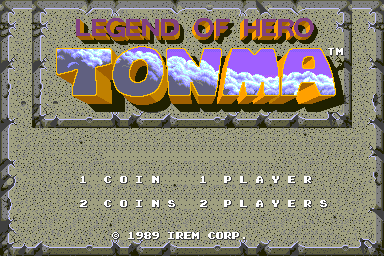 LEGEND OF HERO
TONMA™
1 COIN 1 PLAYER
2 COINS 2 PLAYERS
© 1989 IREM CORP.